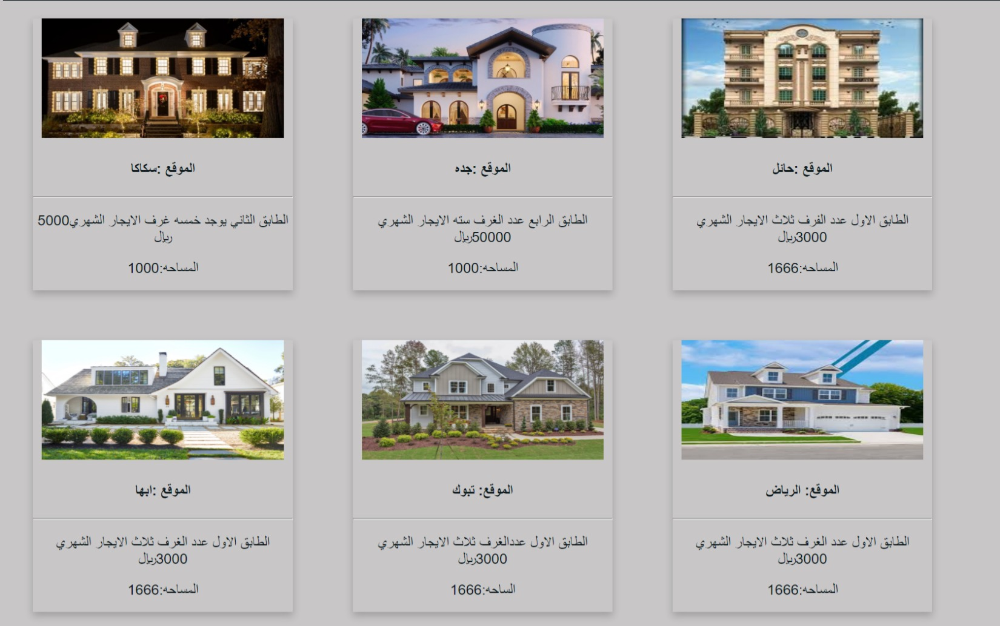 الموقع :حائل
الطابق الاول عدد الفرف ثلاث الايجار الشهري
3000ريال
المساحه:1666
الموقع :جده
الطابق الرابع عدد الغرف سته الايجار الشهري
50000ريال
المساحه:1000
الموقع :سكاكا
الطابق الثاني يوجد خمسه غرف الايجار الشهري5000
ريال
المساحه:1000
الموقع: الرياض
الطابق الاول عدد الغرف ثلاث الايجار الشهري
3000ريال
المساحه:1666
الموقع: تبوك
الطابق الاول عددالغرف ثلاث الايجار الشهري
3000ريال
الساحه:1666
الموقع :ابها
الطابق الاول عدد الغرف ثلاث الايجار الشهري
3000ريال
المساحه:1666